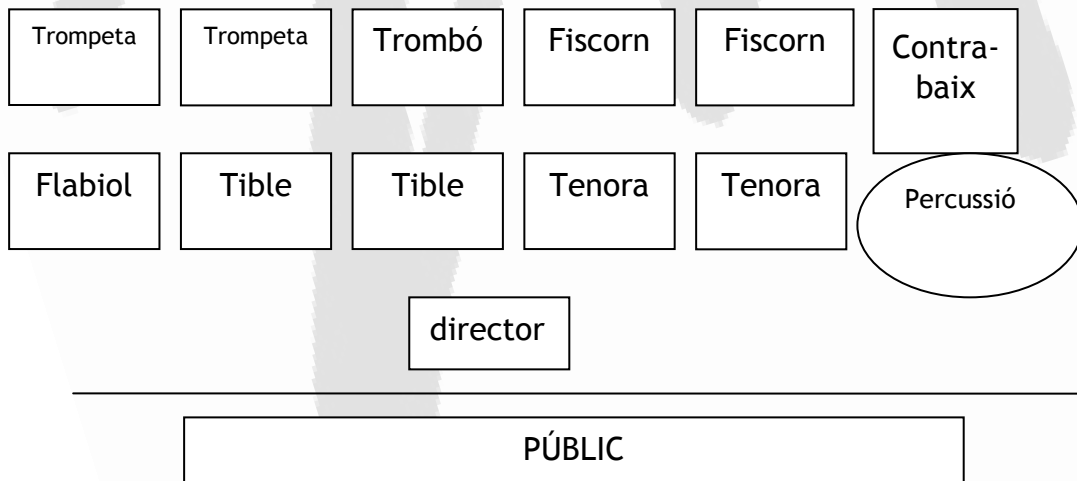 Trompeta
Trompeta
Trombó
Fiscorn
Fiscorn
Contra-
baix
Flabiol
Tible
Tible
Tenora
Tenora
Percussió
director
PÚBLIC